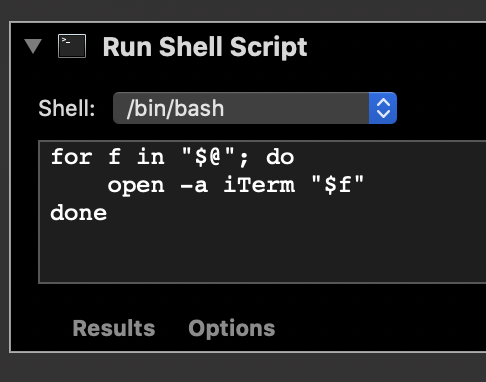 Run Shell Script
Shell: /bin/bash
for f in "$@"; do
    open -a iTerm "$f"
done
Results Options